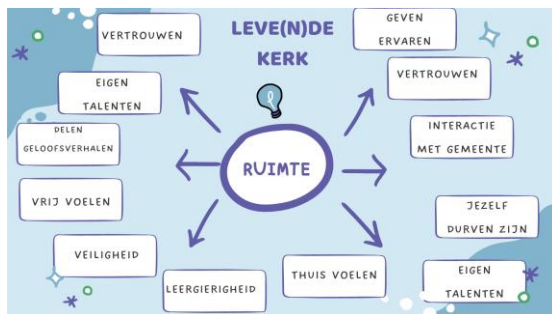 LEVE(N)DE
KERK
VERTROUWEN
EIGEN
TALENTEN
DELEN
GELOOFSVERHALEN
VRIJ VOELEN
VEILIGHEID
LEERGIERIGHEID
RUIMTE
GEVEN
ERVAREN
VERTROUWEN
INTERACTIE
MET GEMEENTE
JEZELF
DURVEN ZIJN
EIGEN
TALENTEN
THUIS VOELEN